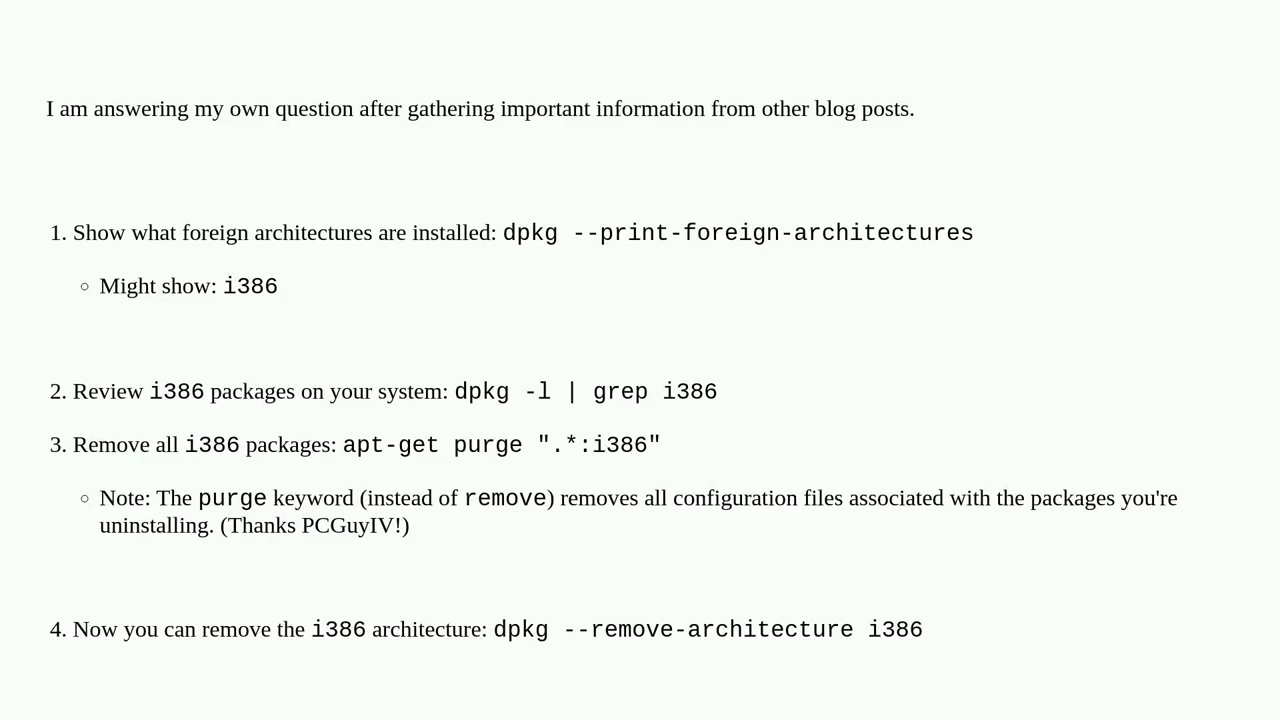 I am answering my own question after gathering important information from other blog posts.
1. Show what foreign architectures are installed: dpkg --print-foreign-architectures
◦ Might show: i386
2. Review i386 packages on your system: dpkg -l | grep i386
3. Remove all i386 packages: apt-get purge ".*:i386"
◦ Note: The purge keyword (instead of remove) removes all configuration files associated with the packages you're
uninstalling. (Thanks PCGuyIV!)
4. Now you can remove the i386 architecture: dpkg --remove-architecture i386